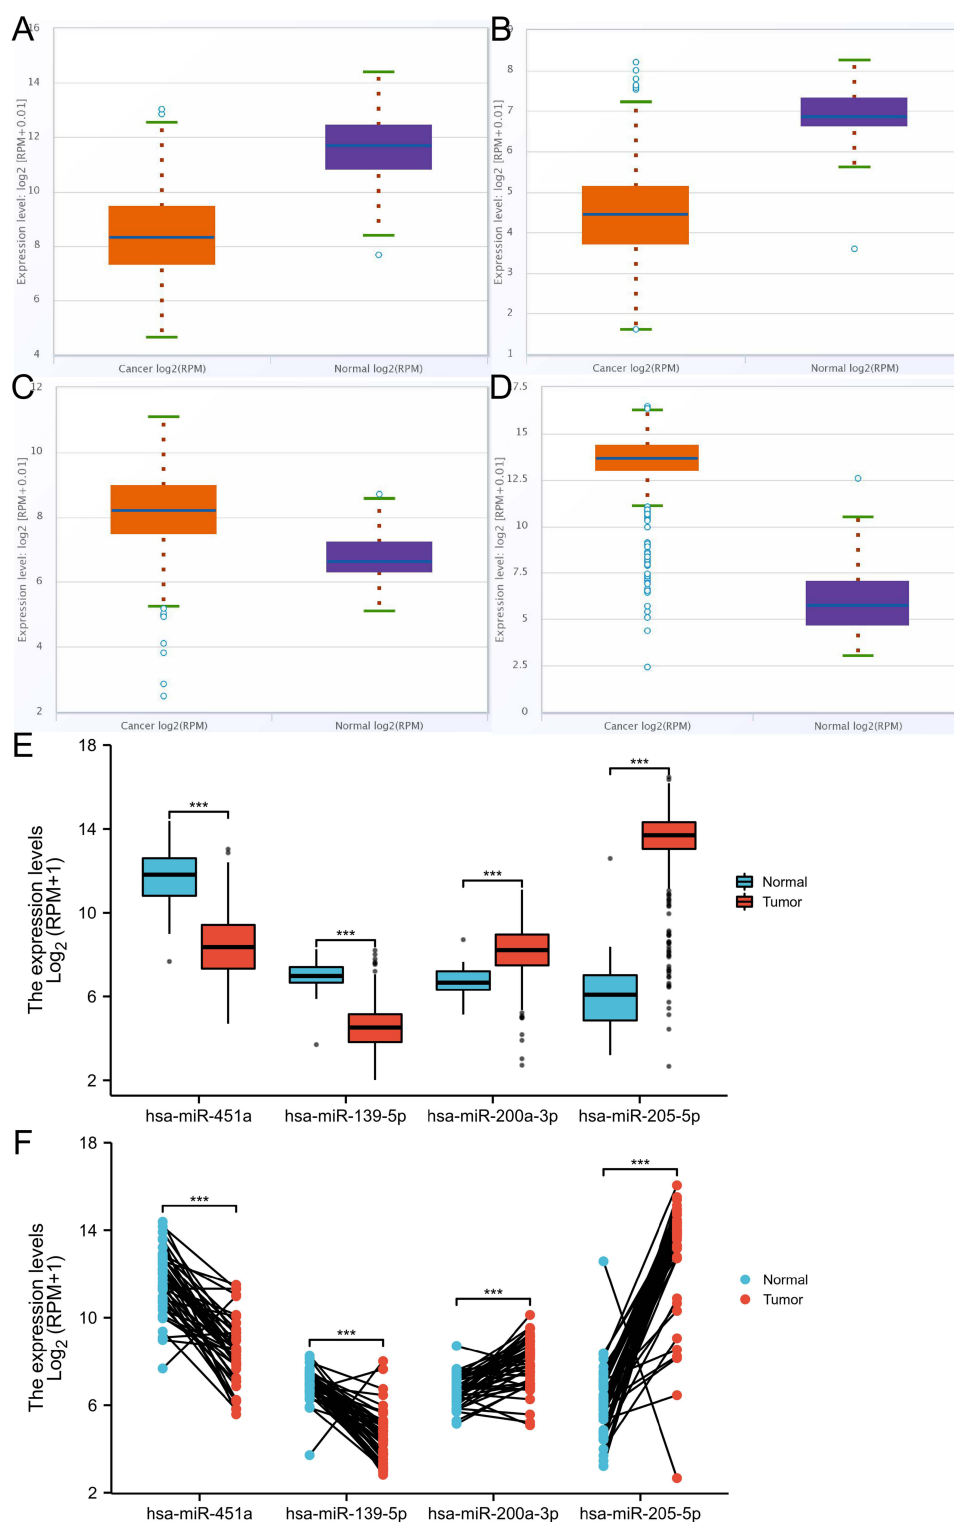 A
16
14
12
10
8
6
4
Expression level: log2 [RPM+0.01]
Cancer log2(RPM)
Normal log2(RPM)
B
9
8
7
6
5
4
3
2
1
Expression level: log2 [RPM+0.01]
Cancer log2(RPM)
Normal log2(RPM)
C
12
10
8
6
4
2
Expression level: log2 [RPM+0.01]
Cancer log2(RPM)
Normal log2(RPM)
D
17.5
15
12.5
10
7.5
5
2.5
0
Expression level: log2 [RPM+0.01]
Cancer log2(RPM)
Normal log2(RPM)
E
18
14
10
6
2
The expression levels
Log₂ (RPM+1)
***
***
***
***
Normal
Tumor
hsa-miR-451a
hsa-miR-139-5p
hsa-miR-200a-3p
hsa-miR-205-5p
F
18
14
10
6
2
The expression levels
Log₂ (RPM+1)
***
***
***
***
Normal
Tumor
hsa-miR-451a
hsa-miR-139-5p
hsa-miR-200a-3p
hsa-miR-205-5p